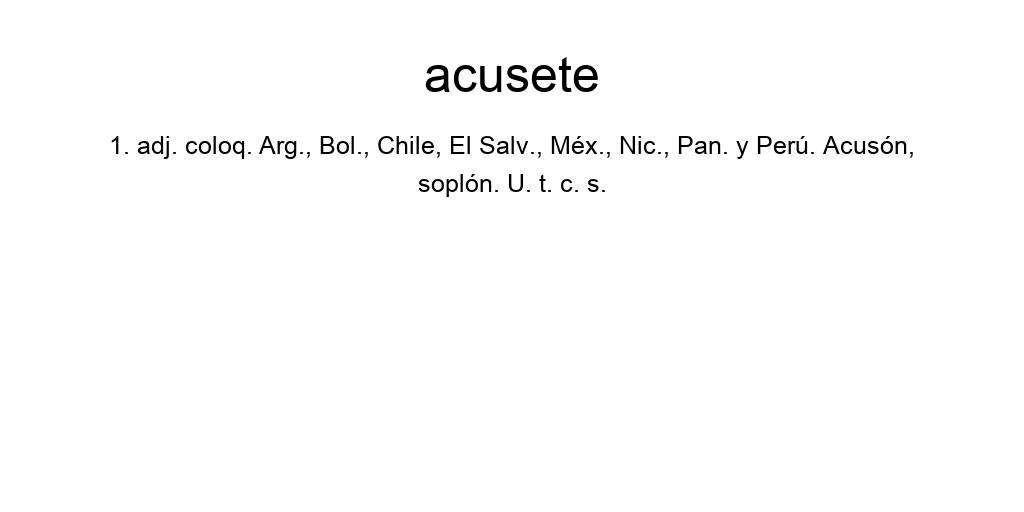 acusete
1. adj. coloq. Arg., Bol., Chile, El Salv., Méx., Nic., Pan. y Perú. Acusón,
soplón. U. t. c. s.